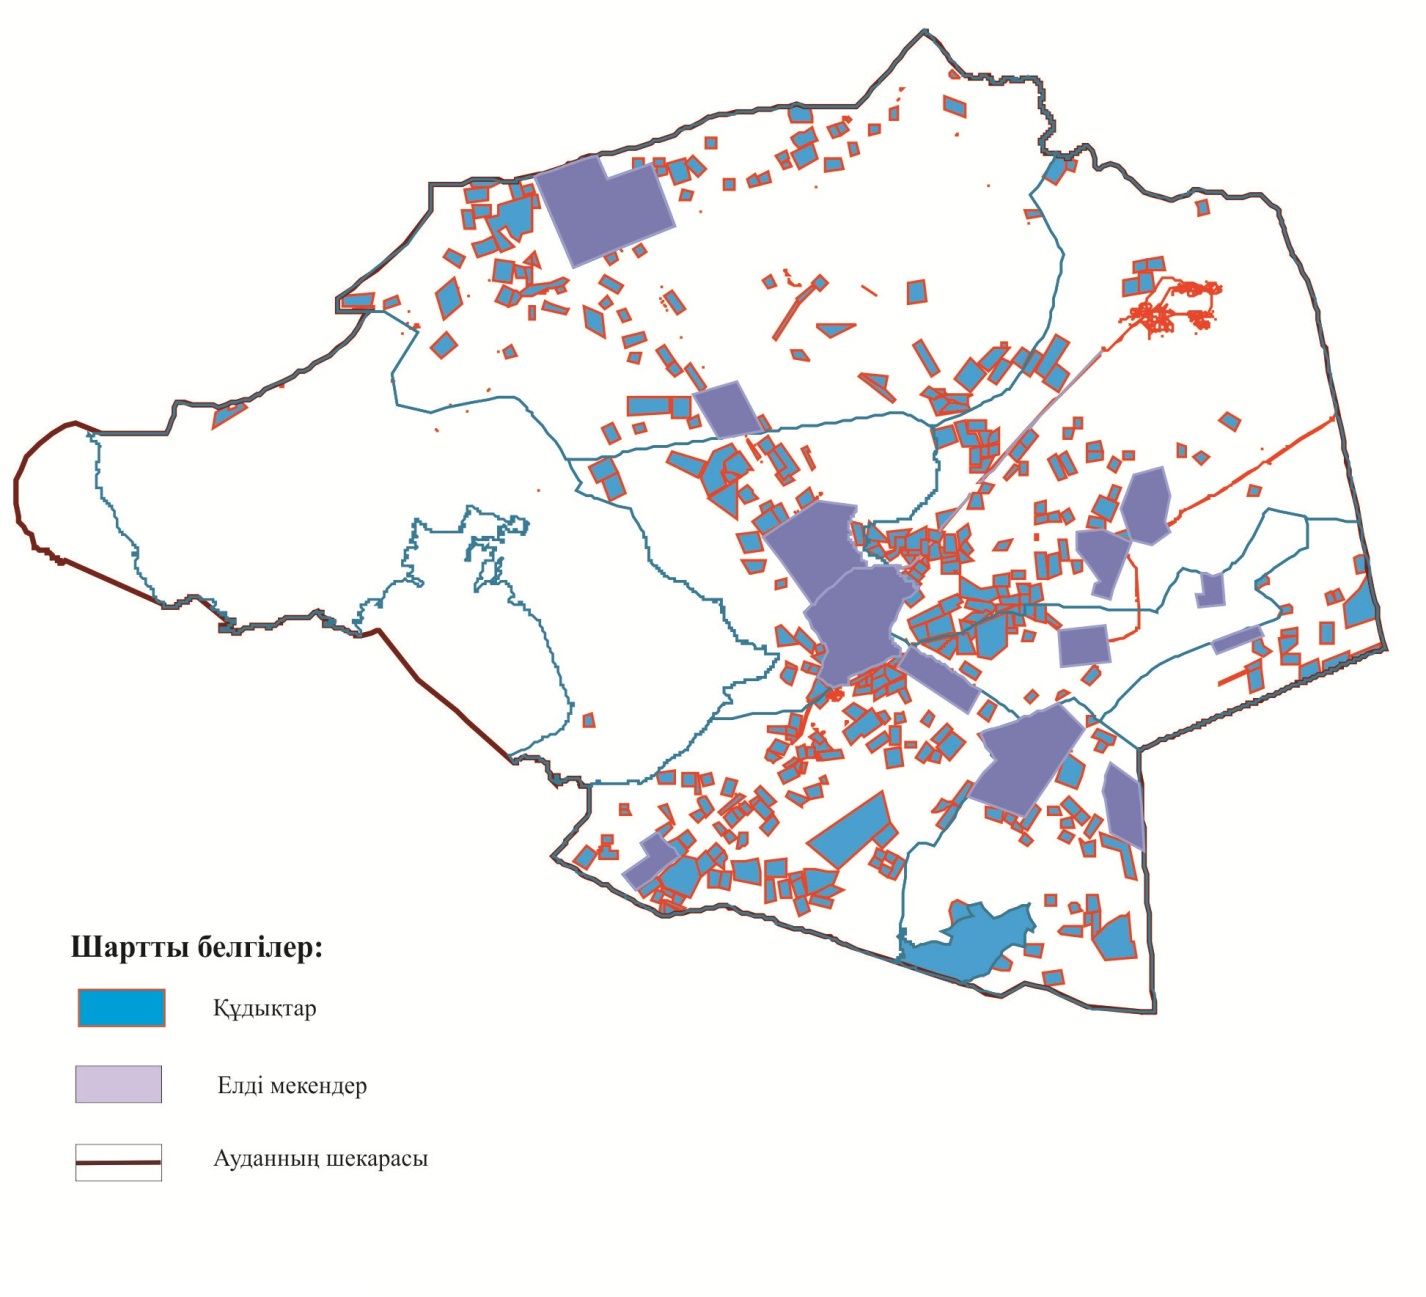 Шартты белгілер:
Құдықтар
Елді мекендер
Ауданның шекарасы